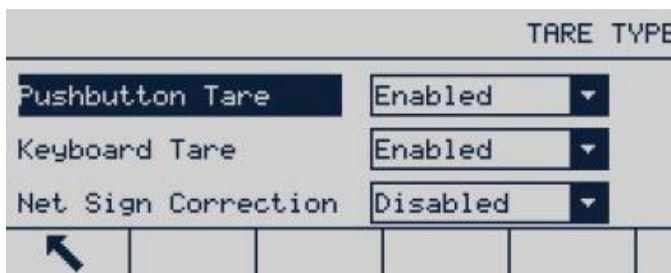 TARE TYPE
Pushbutton Tare Enabled
Keyboard Tare Enabled
Net Sign Correction Disabled